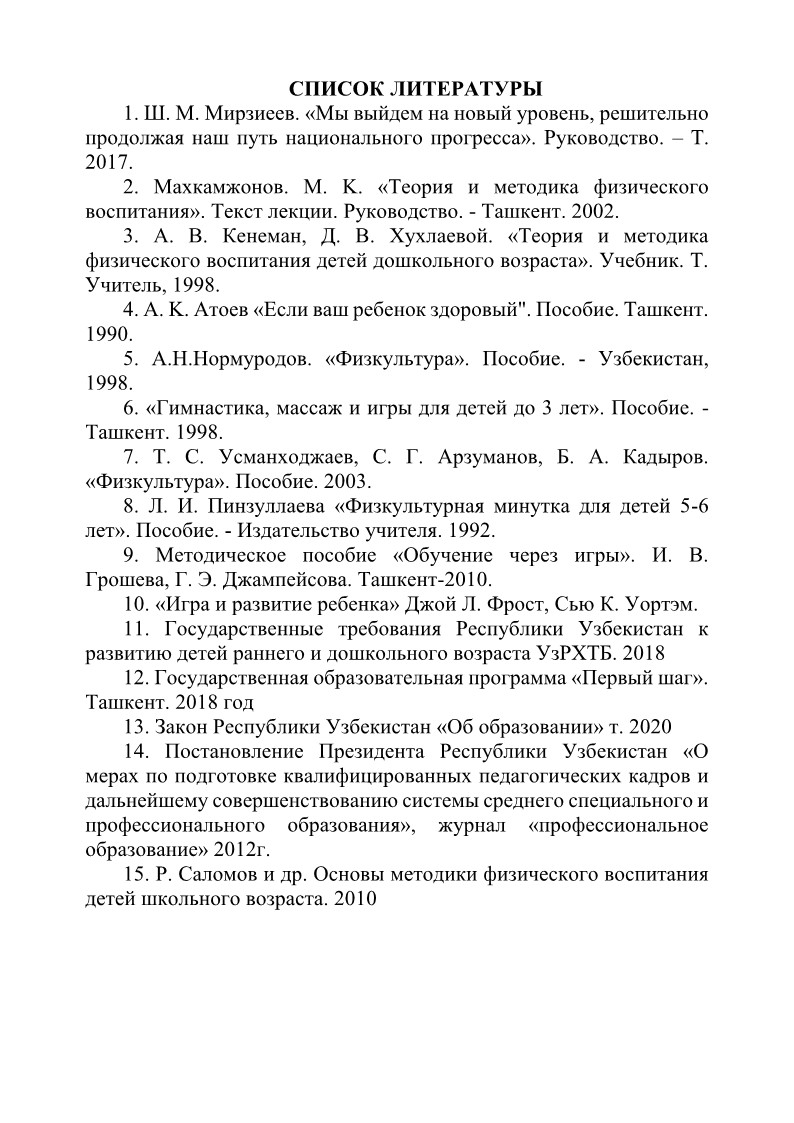 СПИСОК ЛИТЕРАТУРЫ
1. Ш. М. Мирзиеев. «Мы выйдем на новый уровень, решительно
продолжая наш путь национального прогресса». Руководство. – Т.
2017.
2. Махкамжонов. М. К. «Теория и методика физического
воспитания». Текст лекции. Руководство. - Ташкент. 2002.
3. А. В. Кенеман, Д. В. Хухлаевой. «Теория и методика
физического воспитания детей дошкольного возраста». Учебник. Т.
Учитель, 1998.
4. А. К. Атоев «Если ваш ребенок здоровый". Пособие. Ташкент.
1990.
5. А.Н.Нормуродов. «Физкультура». Пособие. - Узбекистан,
1998.
6. «Гимнастика, массаж и игры для детей до 3 лет». Пособие. -
Ташкент. 1998.
7. Т. С. Усманходжаев, С. Г. Арзуманов, Б. А. Кадыров.
«Физкультура». Пособие. 2003.
8. Л. И. Пинзуллаева «Физкультурная минутка для детей 5-6
лет». Пособие. - Издательство учителя. 1992.
9. Методическое пособие «Обучение через игры». И. В.
Грошева, Г. Э. Джампейсова. Ташкент-2010.
10. «Игра и развитие ребенка» Джой Л. Фрост, Сью К. Уортэм.
11. Государственные требования Республики Узбекистан к
развитию детей раннего и дошкольного возраста УзРХТБ. 2018
12. Государственная образовательная программа «Первый шаг».
Ташкент. 2018 год
13. Закон Республики Узбекистан «Об образовании» т. 2020
14. Постановление Президента Республики Узбекистан «О
мерах по подготовке квалифицированных педагогических кадров и
дальнейшему совершенствованию системы среднего специального и
профессионального образования», журнал «профессиональное
образование» 2012г.
15. Р. Саломов и др. Основы методики физического воспитания
детей школьного возраста. 2010